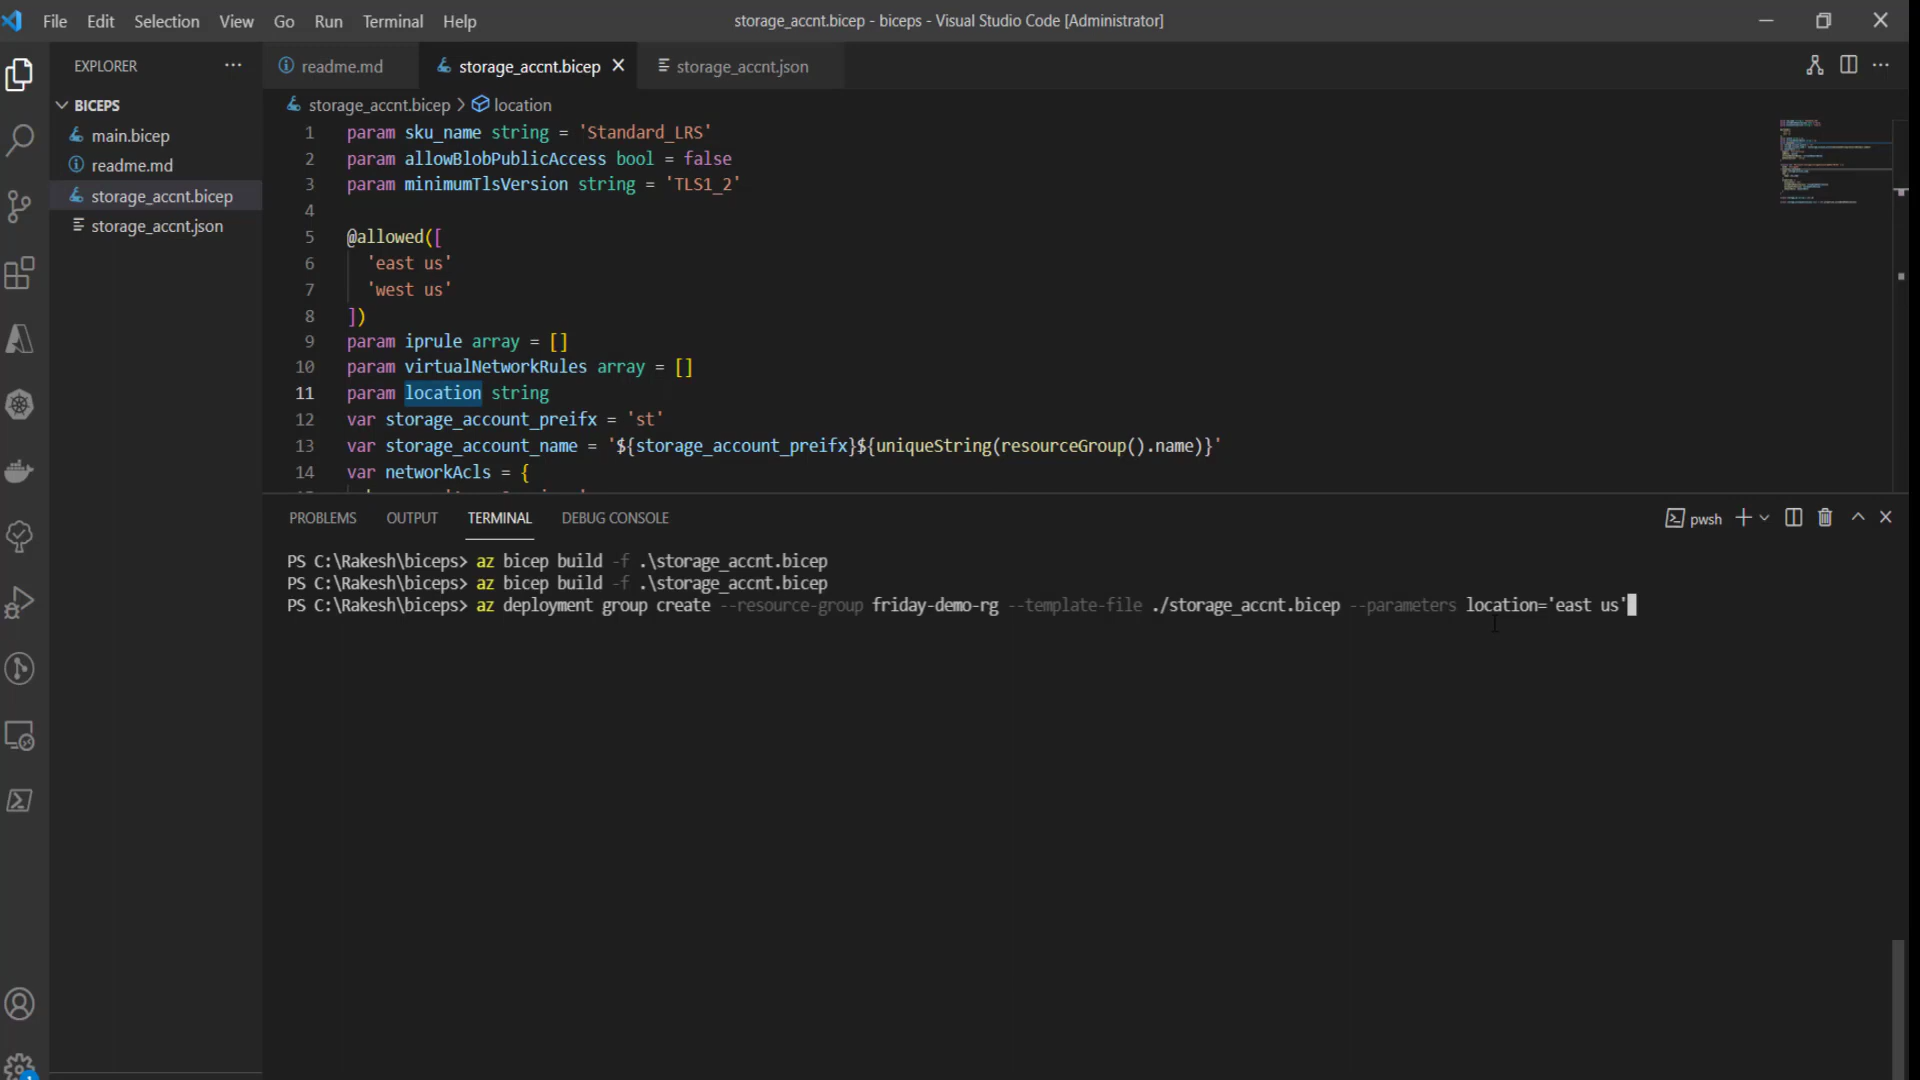 File Edit Selection View Go Run Terminal Help
storage_accnt.bicep - biceps - Visual Studio Code [Administrator]
EXPLORER
readme.md
storage_accnt.bicep
storage_accnt.json
BICEPS
main.bicep
readme.md
storage_accnt.bicep
storage_accnt.json
storage_accnt.bicep > location
1 param sku_name string = 'Standard_LRS'
2 param allowBlobPublicAccess bool = false
3 param minimumTlsVersion string = 'TLS1_2'
4
5 @allowed([
6 'east us'
7 'west us'
8 ])
9 param iprule array = []
10 param virtualNetworkRules array = []
11 param location string
12 var storage_account_preifx = 'st'
13 var storage_account_name = '${storage_account_preifx}${uniqueString(resourceGroup().name)}'
14 var networkAcls = {
PROBLEMS OUTPUT TERMINAL DEBUG CONSOLE
pwsh
PS C:\Rakesh\biceps> az bicep build -f .\storage_accnt.bicep
PS C:\Rakesh\biceps> az bicep build -f .\storage_accnt.bicep
PS C:\Rakesh\biceps> az deployment group create --resource-group friday-demo-rg --template-file ./storage_accnt.bicep --parameters location='east us'